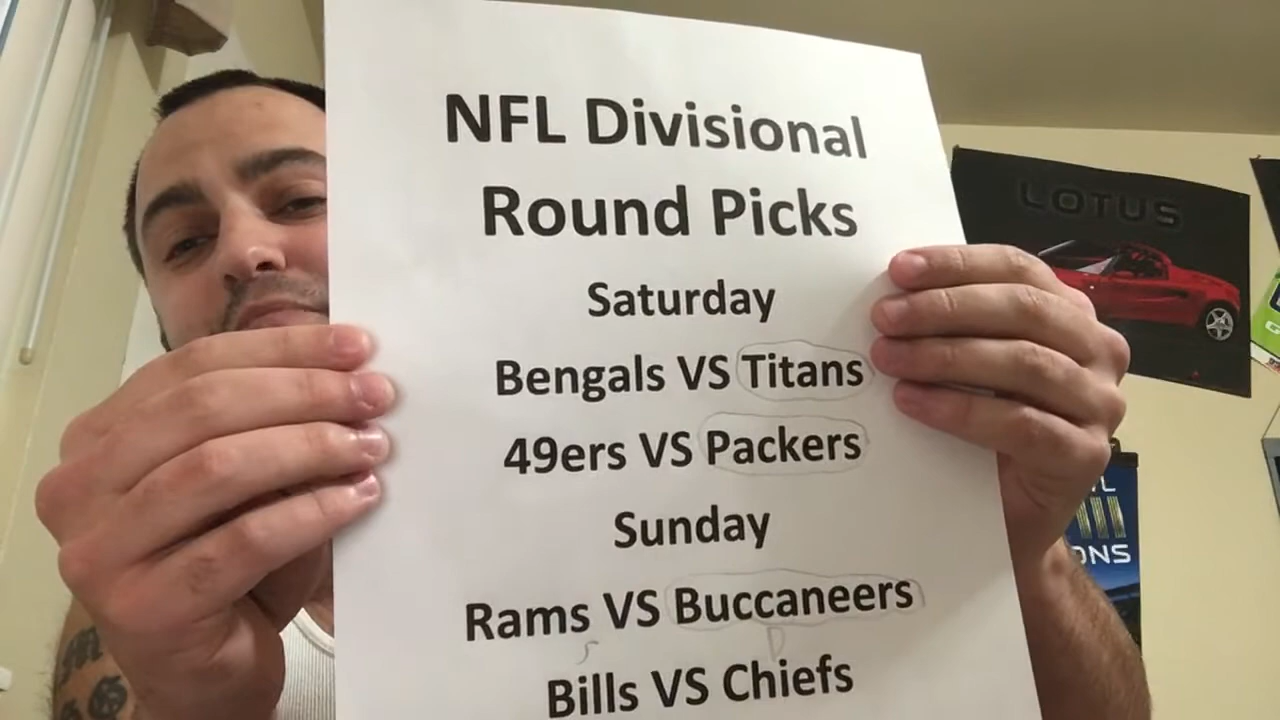 NFL Divisional
Round Picks
Saturday
Bengals VS Titans
49ers VS Packers
Sunday
Rams VS Buccaneers
Bills VS Chiefs
LOTUS